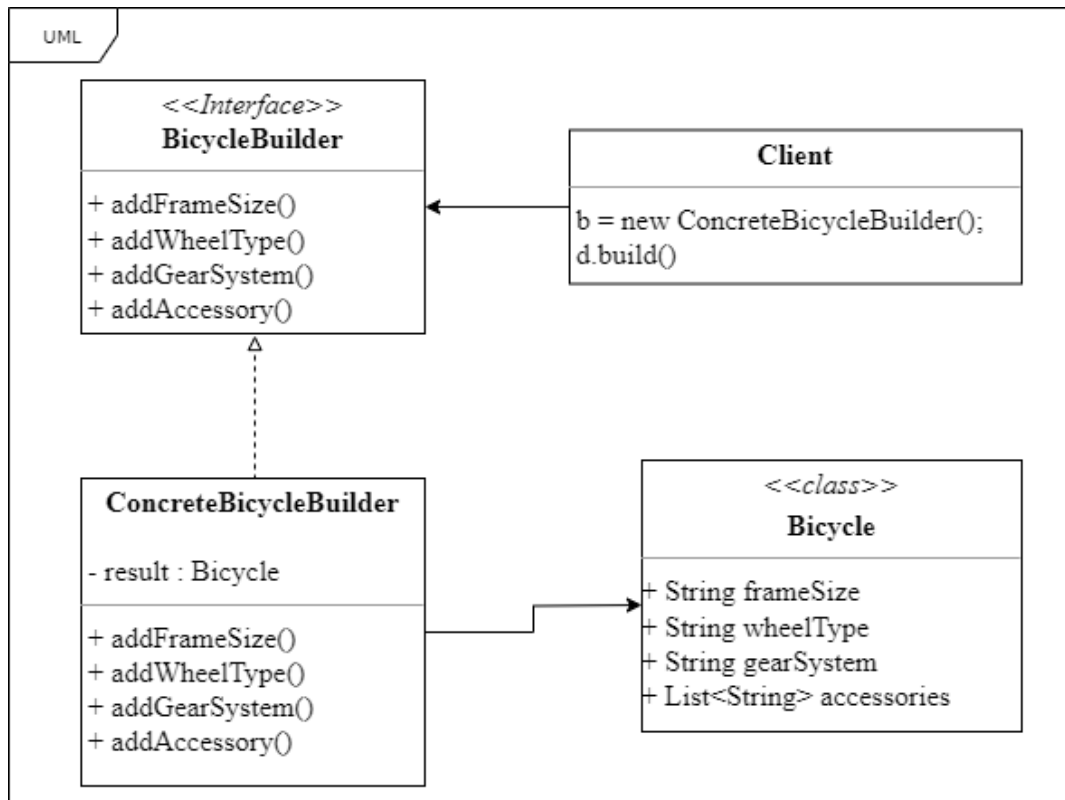 UML
<<Interface>>
BicycleBuilder
+ addFrameSize()
+ addWheelType()
+ addGearSystem()
+ addAccessory()
Client
b = new ConcreteBicycleBuilder();
d.build()
ConcreteBicycleBuilder
- result : Bicycle
+ addFrameSize()
+ addWheelType()
+ addGearSystem()
+ addAccessory()
<<class>>
Bicycle
+ String frameSize
+ String wheelType
+ String gearSystem
+ List<String> accessories